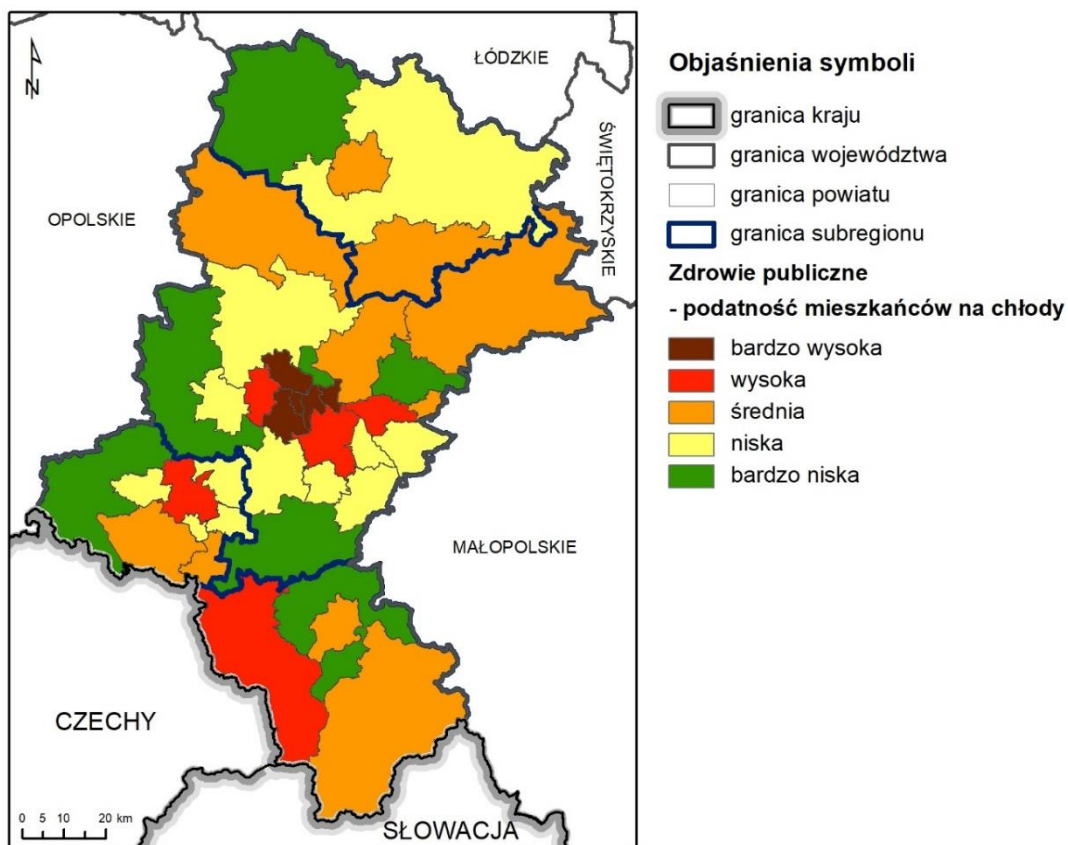 N
ŁÓDZKIE
ŚWIĘTOKRZYSKIE
OPOLSKIE
MAŁOPOLSKIE
CZECHY
SŁOWACJA
0 5 10 20 km
Objaśnienia symboli
granica kraju
granica województwa
granica powiatu
granica subregionu
Zdrowie publiczne
- podatność mieszkańców na chłody
bardzo wysoka
wysoka
średnia
niska
bardzo niska